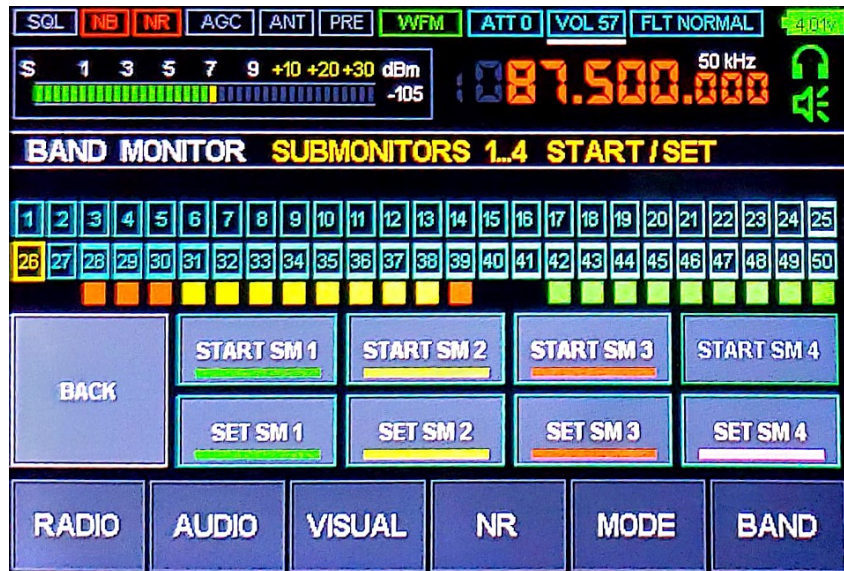 SQL NB NR AGC ANT PRE WFM ATT 0 VOL 57 FLT NORMAL 4.01V
S 1 3 5 7 9 +10 +20 +30 dBm
-105
87.500.000
50 kHz
BAND MONITOR SUBMONITORS 1...4 START / SET
1 2 3 4 5 6 7 8 9 10 11 12 13 14 15 16 17 18 19 20 21 22 23 24 25
26 27 28 29 30 31 32 33 34 35 36 37 38 39 40 41 42 43 44 45 46 47 48 49 50
BACK
START SM 1 START SM 2 START SM 3 START SM 4
SET SM 1 SET SM 2 SET SM 3 SET SM 4
RADIO AUDIO VISUAL NR MODE BAND